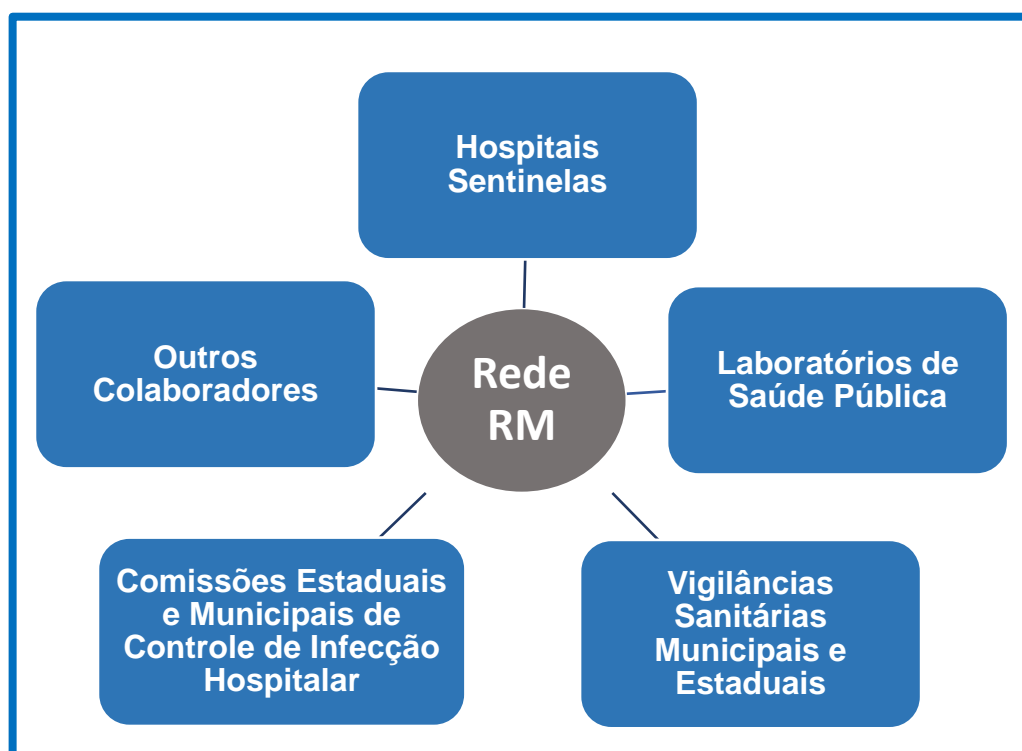 Hospitais
Sentinelas
Outros
Colaboradores
Rede
RM
Laboratórios de
Saúde Pública
Comissões Estaduais
e Municipais de
Controle de Infecção
Hospitalar
Vigilâncias
Sanitárias
Municipais e
Estaduais